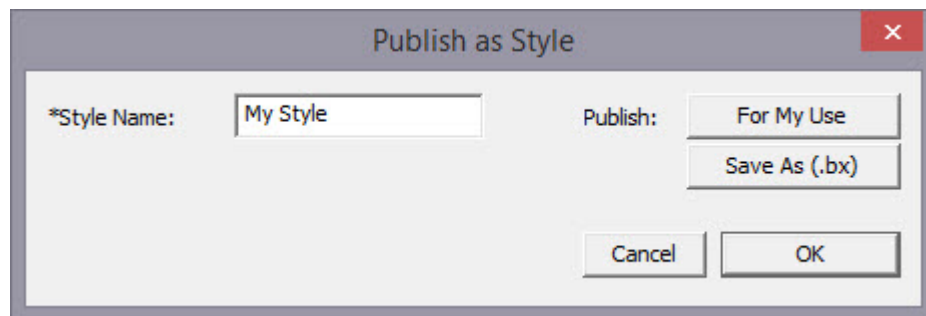 Publish as Style
*Style Name: My Style Publish: For My Use
Save As (.bx)
Cancel OK